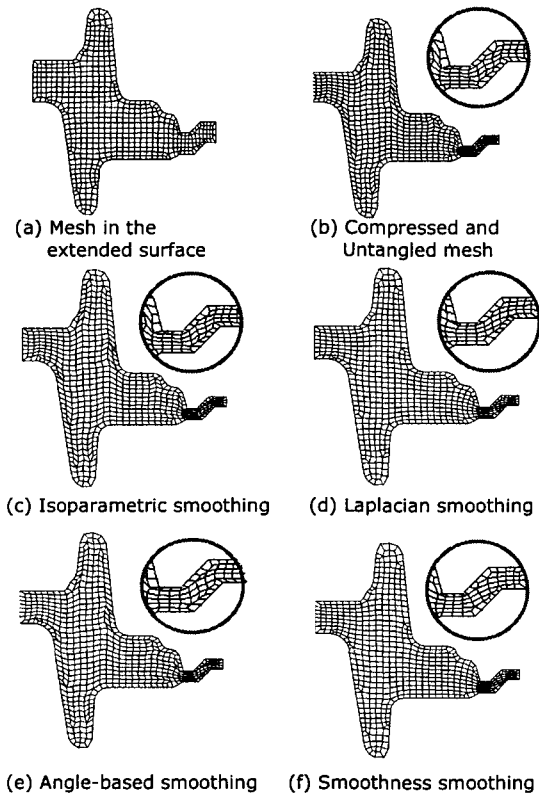 (a) Mesh in the
extended surface
(b) Compressed and
Untangled mesh
(c) Isoparametric smoothing
(d) Laplacian smoothing
(e) Angle-based smoothing
(f) Smoothness smoothing